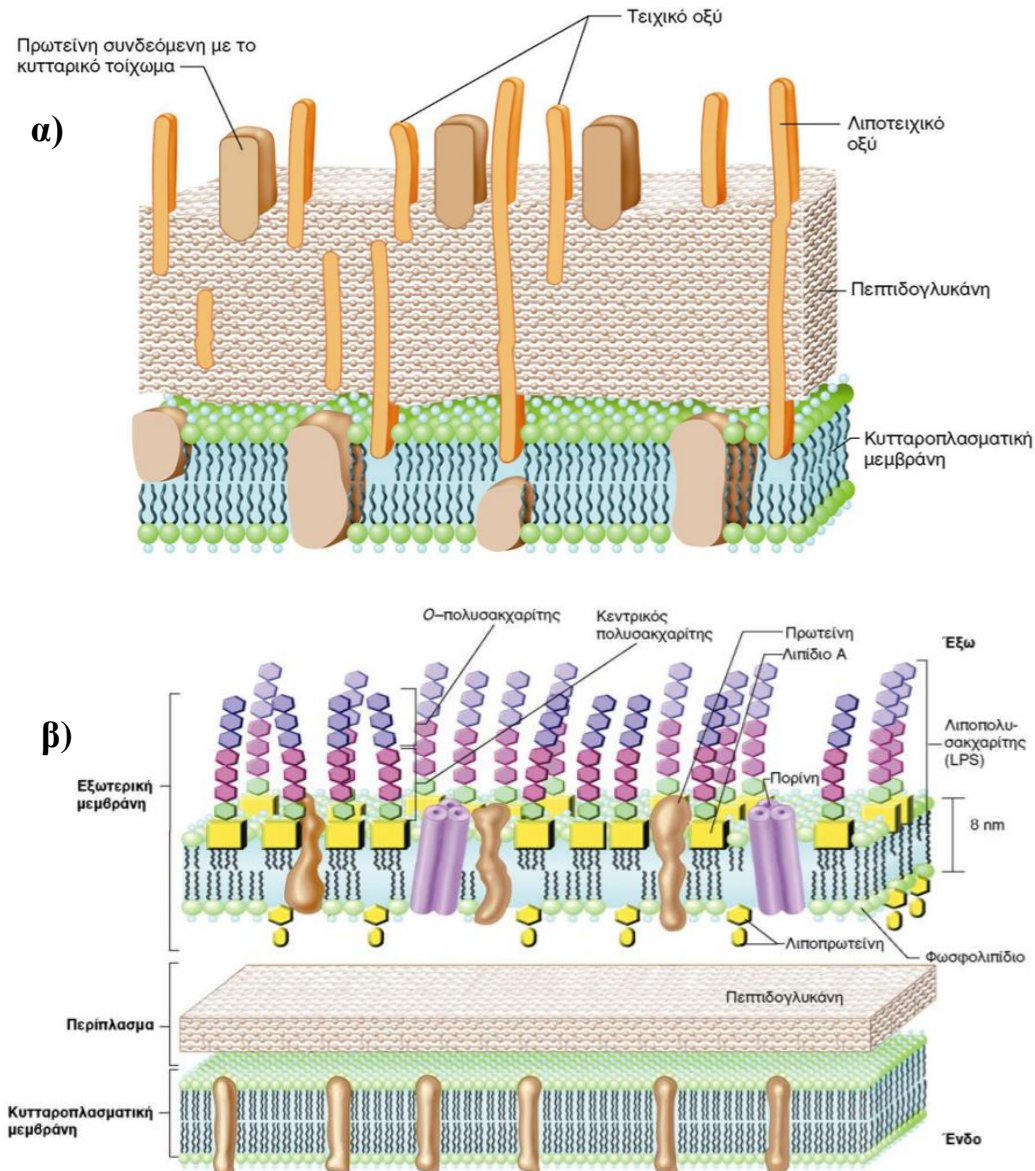 Τειχικό οξύ
Πρωτεΐνη συνδεόμενη με το
κυτταρικό τοίχωμα
α)
Λιποτειχικό
οξύ
Πεπτιδογλυκάνη
Κυτταροπλασματική
μεμβράνη
Ο–πολυσακχαρίτης
Κεντρικός
πολυσακχαρίτης
Πρωτεΐνη
Λιπίδιο Α
Έξω
β)
Λιποπολυ-
σακχαρίτης
(LPS)
Εξωτερική
μεμβράνη
Πορίνη
8 nm
Λιποπρωτεΐνη
Φωσφολιπίδιο
Πεπτιδογλυκάνη
Περίπλασμα
Κυτταροπλασματική
μεμβράνη
Ένδο